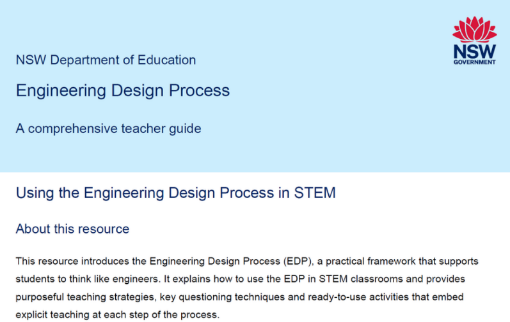 NSW Department of Education
Engineering Design Process
A comprehensive teacher guide
NSW
GOVERNMENT
Using the Engineering Design Process in STEM
About this resource
This resource introduces the Engineering Design Process (EDP), a practical framework that supports
students to think like engineers. It explains how to use the EDP in STEM classrooms and provides
purposeful teaching strategies, key questioning techniques and ready-to-use activities that embed
explicit teaching at each step of the process.